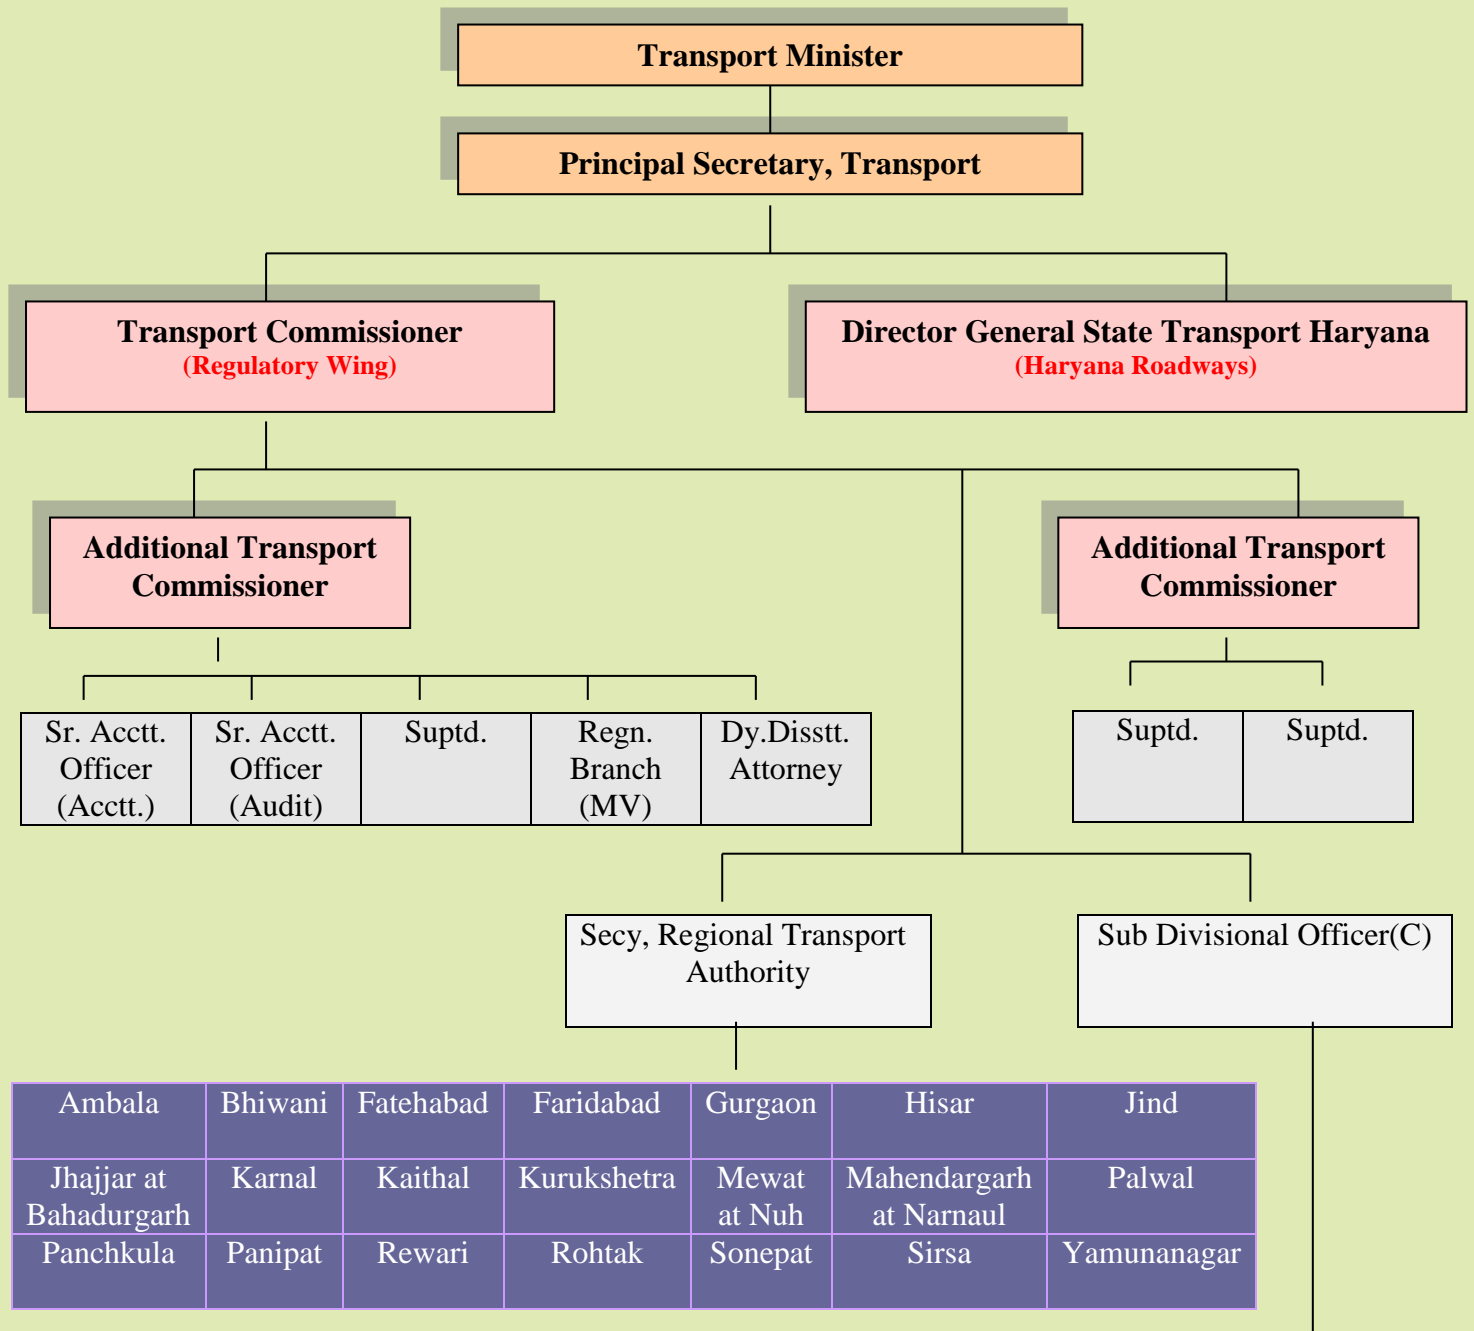 Transport Minister
Principal Secretary, Transport
Transport Commissioner
(Regulatory Wing)
Director General State Transport Haryana
(Haryana Roadways)
Additional Transport
Commissioner
Additional Transport
Commissioner
Sr. Acctt.
Officer
(Acctt.)
Sr. Acctt.
Officer
(Audit)
Suptd.
Regn.
Branch
(MV)
Dy.Disstt.
Attorney
Suptd.
Suptd.
Secy, Regional Transport
Authority
Sub Divisional Officer(C)
Ambala
Bhiwani
Fatehabad
Faridabad
Gurgaon
Hisar
Jind
Jhajjar at
Bahadurgarh
Karnal
Kaithal
Kurukshetra
Mewat
at Nuh
Mahendargarh
at Narnaul
Palwal
Panchkula
Panipat
Rewari
Rohtak
Sonepat
Sirsa
Yamunanagar